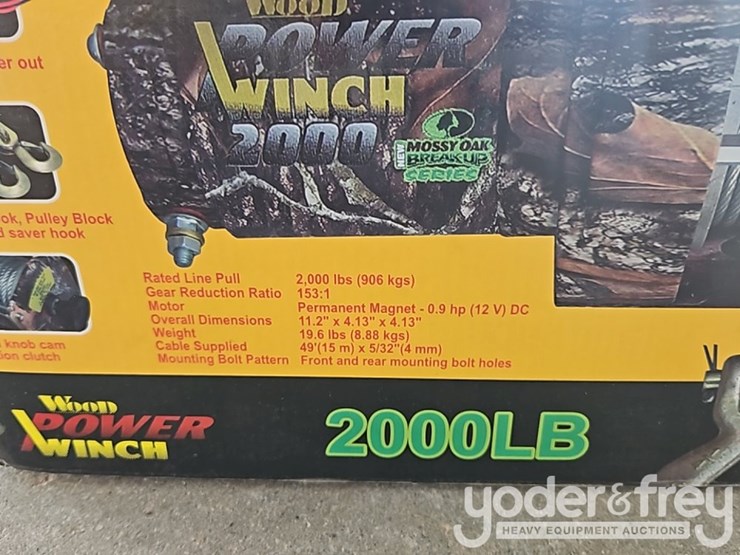 WOOD
POWER
WINCH
2000
NEW MOSSY OAK
BREAKUP
SERIES
er out
ok, Pulley Block
d saver hook
knob cam
ion clutch
Rated Line Pull 2,000 lbs (906 kgs)
Gear Reduction Ratio 153:1
Motor Permanent Magnet - 0.9 hp (12 V) DC
Overall Dimensions 11.2" x 4.13" x 4.13"
Weight 19.6 lbs (8.88 kgs)
Cable Supplied 49'(15 m) x 5/32"(4 mm)
Mounting Bolt Pattern Front and rear mounting bolt holes
WOOD
POWER
WINCH
2000LB
yoder&frey
HEAVY EQUIPMENT AUCTIONS